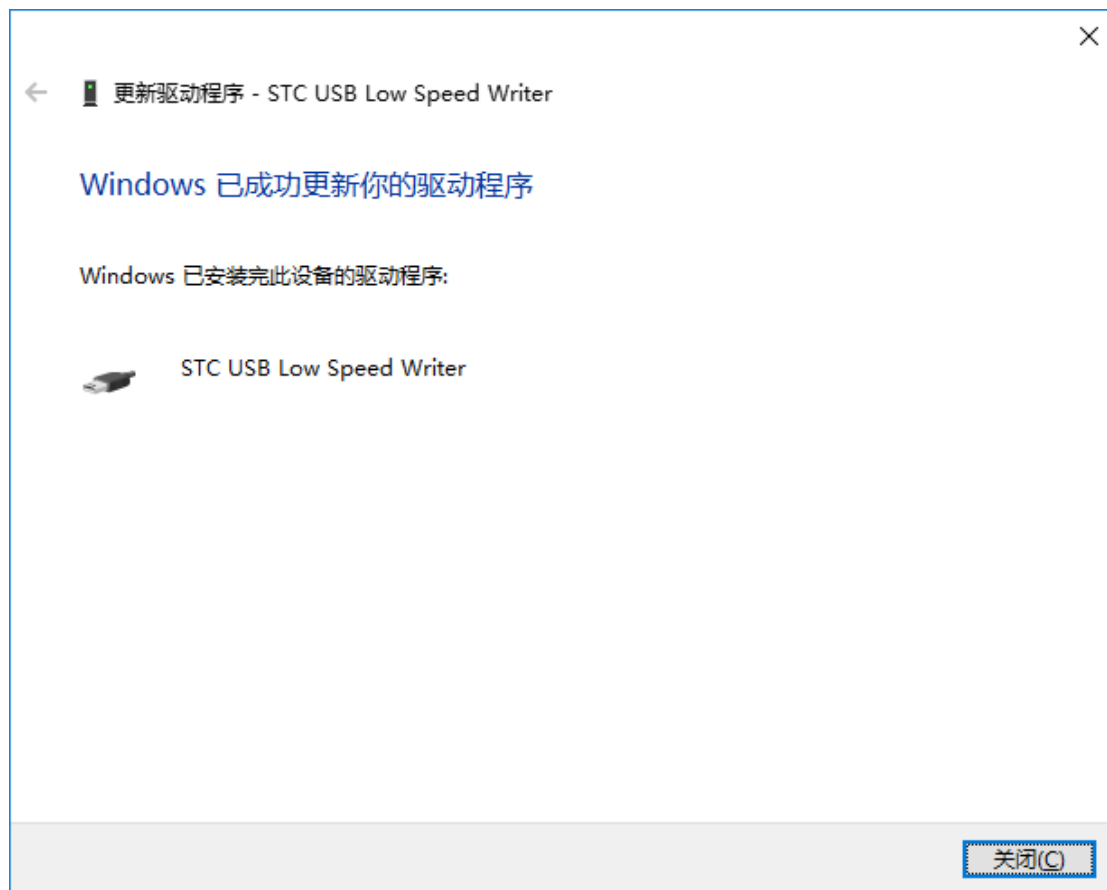 更新驱动程序 - STC USB Low Speed Writer
Windows 已成功更新你的驱动程序
Windows 已安装完此设备的驱动程序:
STC USB Low Speed Writer
关闭(C)